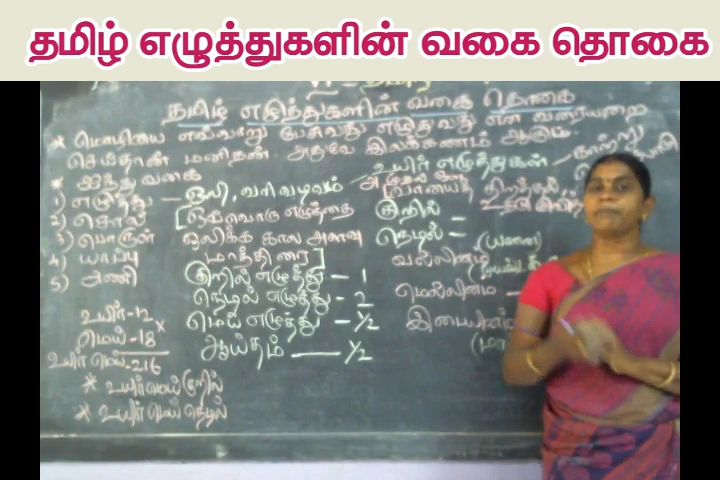 தமிழ் எழுத்துகளின் வகை தொகை
தமிழ் எழுத்துகளின் வகை தொகை
* மொழியை எவ்வாறு பேசுவது எழுதுவது என வரையறை
செய்தான் மனிதன். அதுவே இலக்கணம் ஆகும்.
* ஐந்து வகை
1) எழுத்து - ஒலி, வரிவடிவம்
2) சொல்
3) பொருள்
4) யாப்பு
5) அணி
[ஒவ்வொரு எழுத்தை
ஒலிக்க கால அளவு
மாத்திரை]
குறில் எழுத்து - 1
நெடில் எழுத்து - 2
மெய் எழுத்து - 1/2
ஆய்தம் — 1/2
உயிர் - 12
மெய் - 18 x
உயிர் மெய் - 216
* உயிர்மெய் குறில்
* உயிர்மெய் நெடில்
உயிர் எழுத்துகள் - காற்று
வாயைத் திறத்தல்
குறில் -
நெடில் =
வல்லினம்
மெல்லினம் -